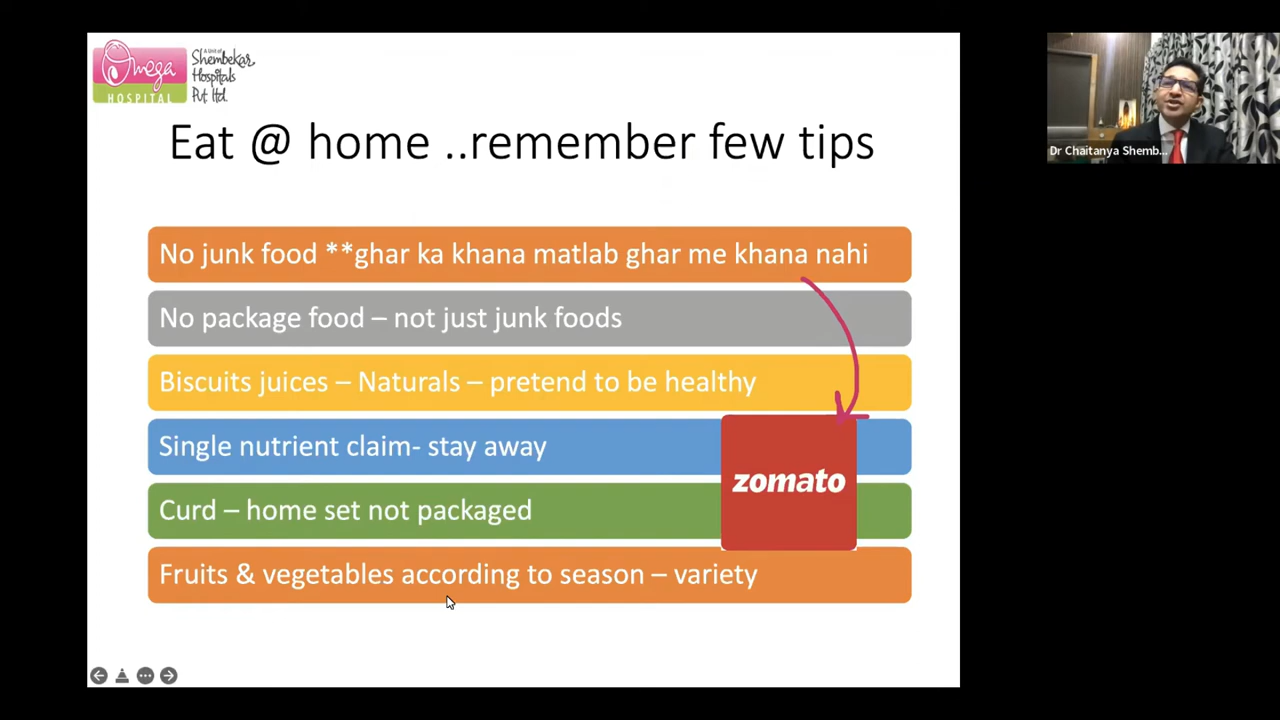 Omega
HOSPITAL
A Unit of
Shembekar
Hospitals
Pvt ltd.
Eat @ home ..remember few tips
No junk food **ghar ka khana matlab ghar me khana nahi
No package food – not just junk foods
Biscuits juices – Naturals – pretend to be healthy
Single nutrient claim- stay away
zomato
Curd – home set not packaged
Fruits & vegetables according to season – variety
Dr Chaitanya Shemb...